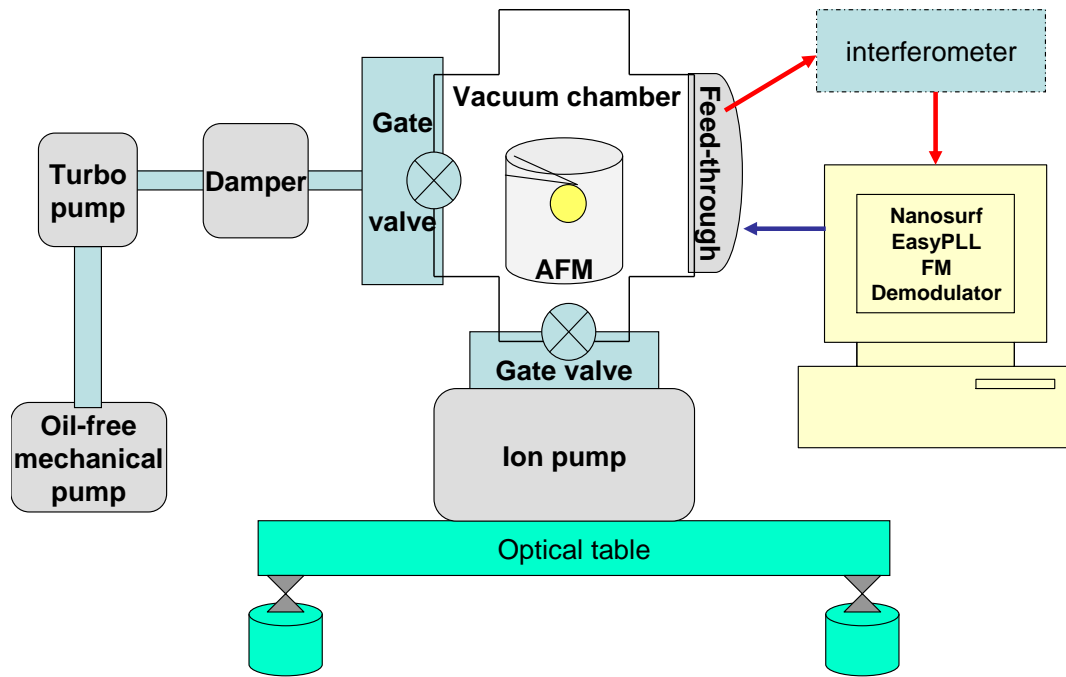 interferometer
Vacuum chamber
Feed-through
Gate
valve
Turbo
pump
Damper
AFM
Nanosurf
EasyPLL
FM
Demodulator
Gate valve
Oil-free
mechanical
pump
Ion pump
Optical table